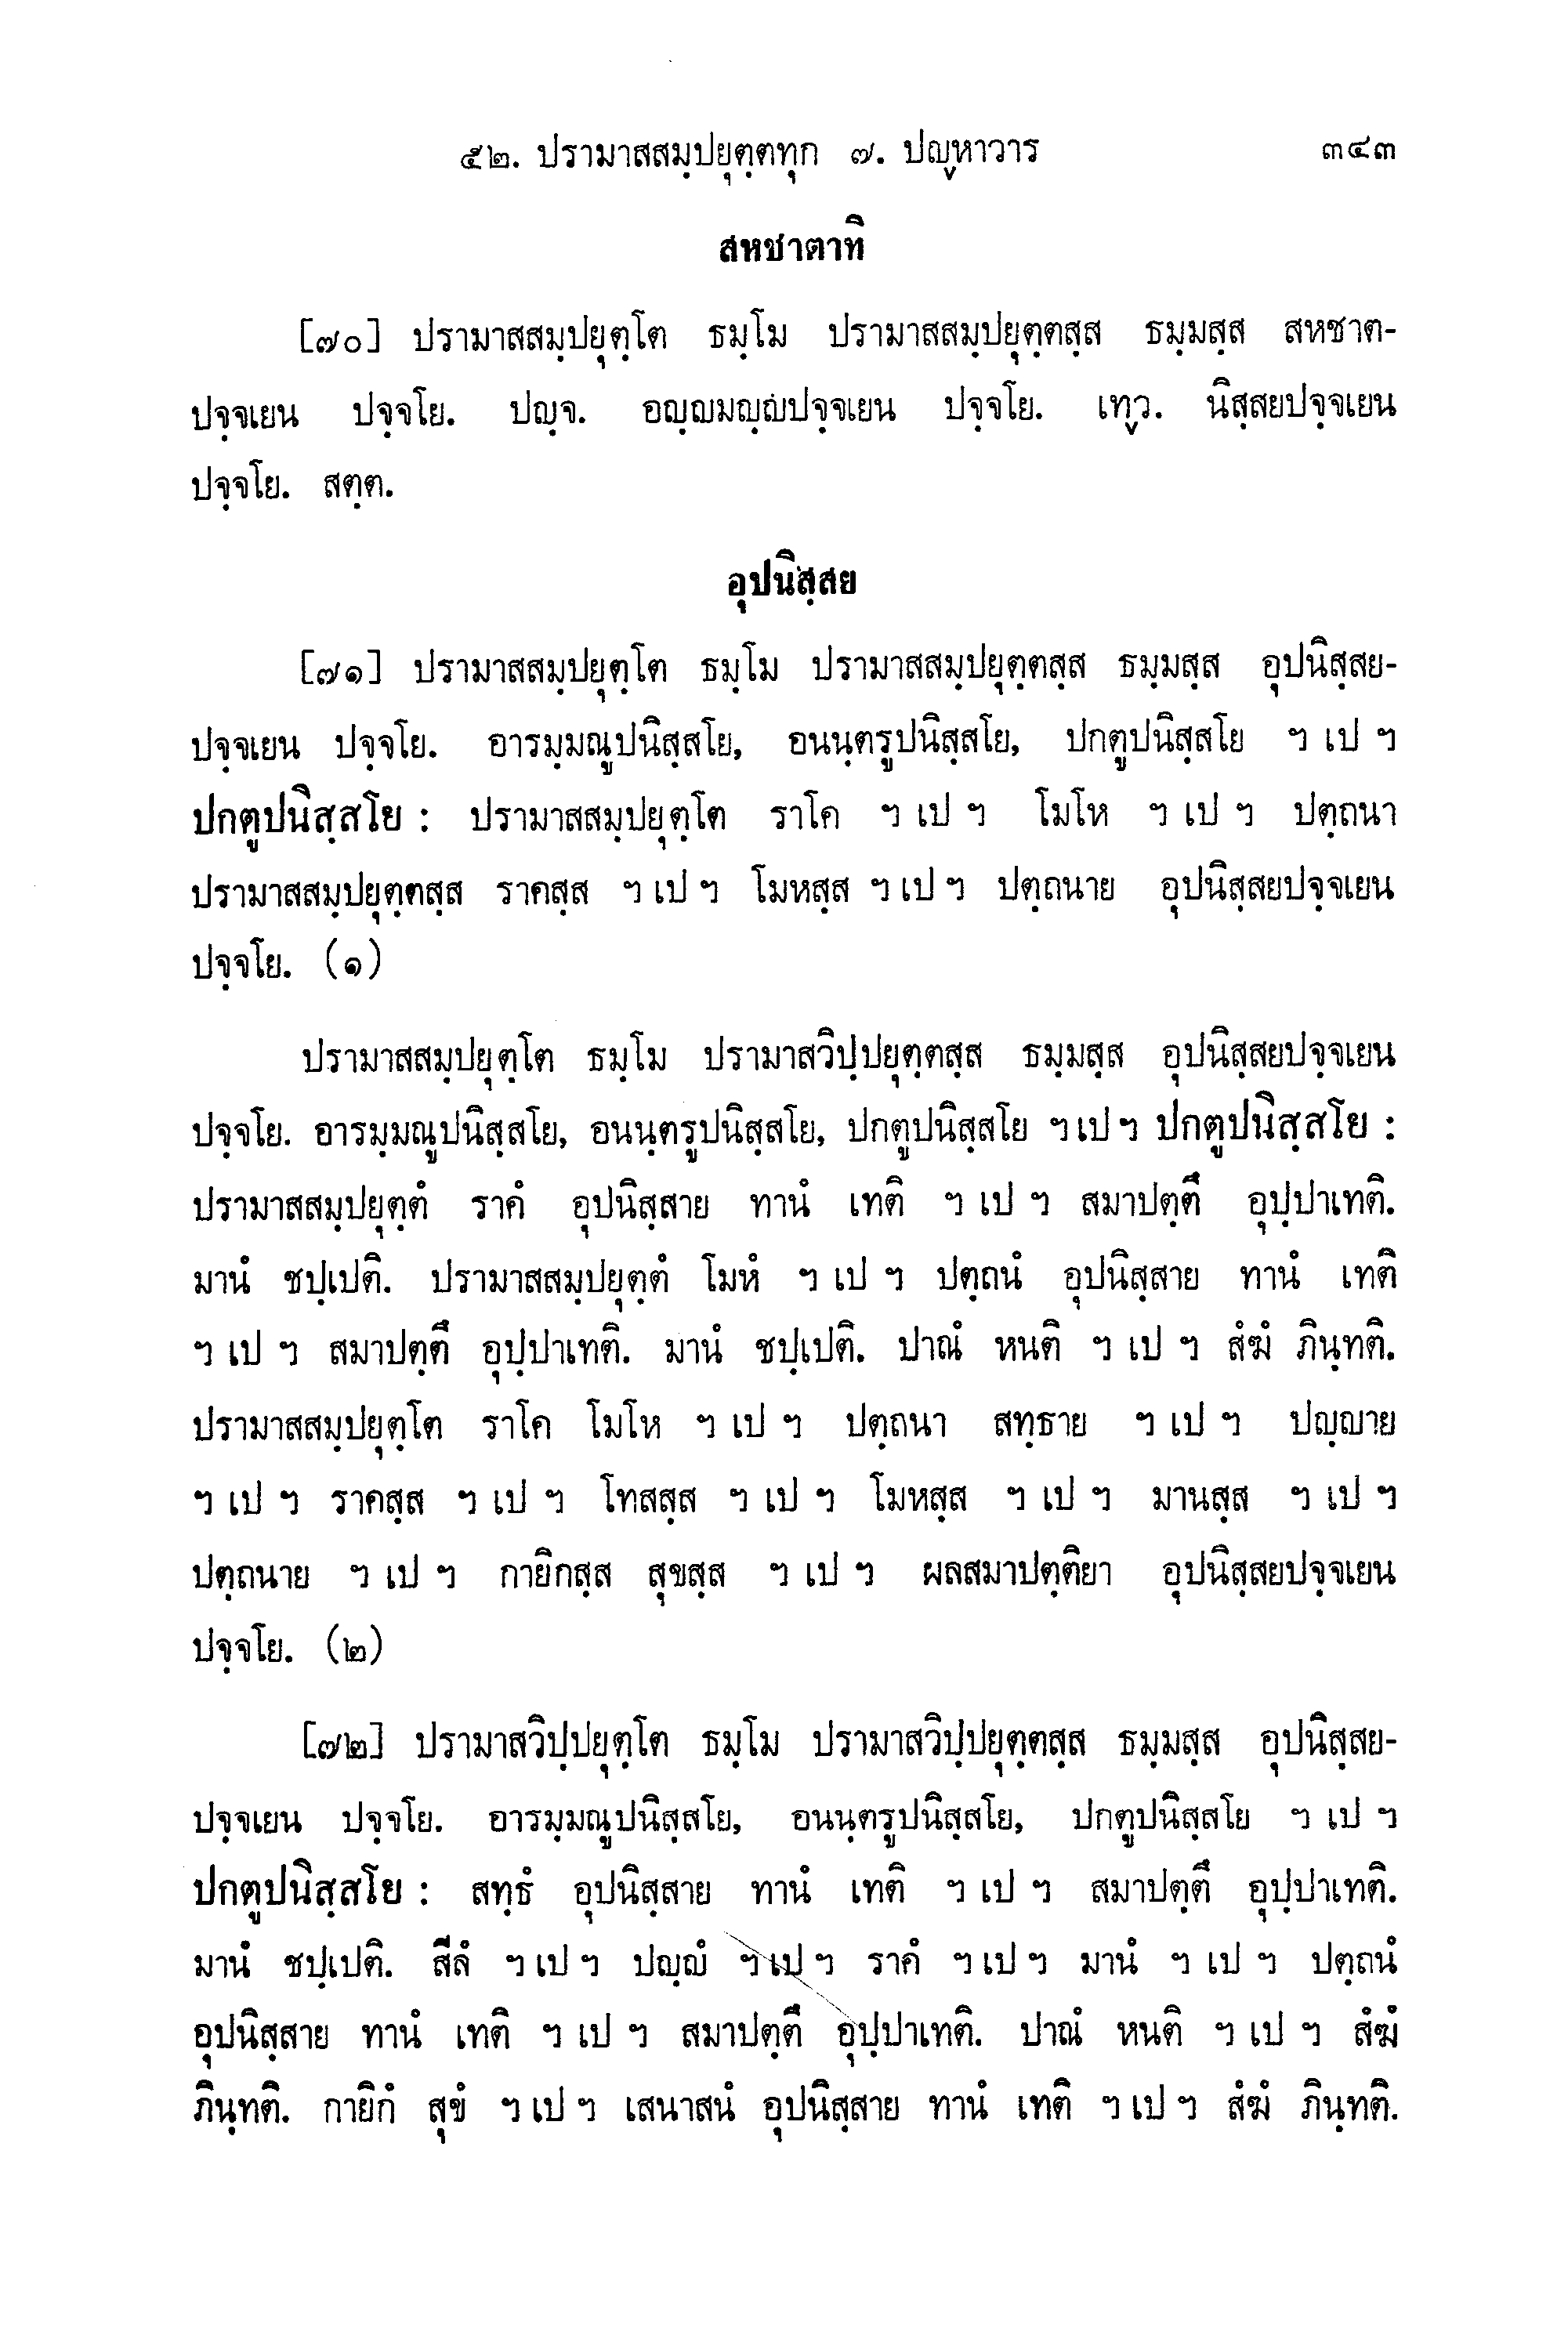 ๕๒. ปรามาสสมฺปยุตฺตทุก ๗. ปญฺหาวาร ๓๔๓
สหชาตาทิ
[๗๐] ปรามาสสมฺปยุตฺโต ธมฺโม ปรามาสสมฺปยุตฺตสฺส ธมฺมสฺส สหชาต-
ปจฺจเยน ปจฺจโย. ปญฺจ. อญฺญมญฺญปจฺจเยน ปจฺจโย. เทฺว. นิสฺสยปจฺจเยน
ปจฺจโย. สตฺต.
อุปนิสฺสย
[๗๑] ปรามาสสมฺปยุตฺโต ธมฺโม ปรามาสสมฺปยุตฺตสฺส ธมฺมสฺส อุปนิสฺสย-
ปจฺจเยน ปจฺจโย. อารมฺมณูปนิสฺสโย, อนนฺตรูปนิสฺสโย, ปกตูปนิสฺสโย ฯ เป ฯ
ปกตูปนิสฺสโย : ปรามาสสมฺปยุตฺโต ราโค ฯ เป ฯ โมโห ฯ เป ฯ ปตฺถนา
ปรามาสสมฺปยุตฺตสฺส ราคสฺส ฯ เป ฯ โมหสฺส ฯ เป ฯ ปตฺถนาย อุปนิสฺสยปจฺจเยน
ปจฺจโย. (๑)
ปรามาสสมฺปยุตฺโต ธมฺโม ปรามาสวิปฺปยุตฺตสฺส ธมฺมสฺส อุปนิสฺสยปจฺจเยน
ปจฺจโย. อารมฺมณูปนิสฺสโย, อนนฺตรูปนิสฺสโย, ปกตูปนิสฺสโย ฯ เป ฯ ปกตูปนิสฺสโย :
ปรามาสสมฺปยุตฺตํ ราคํ อุปนิสฺสาย ทานํ เทติ ฯ เป ฯ สมาปตฺตึ อุปฺปาเทติ.
มานํ ชปฺเปติ. ปรามาสสมฺปยุตฺตํ โมหํ ฯ เป ฯ ปตฺถนํ อุปนิสฺสาย ทานํ เทติ
ฯ เป ฯ สมาปตฺตึ อุปฺปาเทติ. มานํ ชปฺเปติ. ปาณํ หนติ ฯ เป ฯ สํฆํ ภินฺทติ.
ปรามาสสมฺปยุตฺโต ราโค โมโห ฯ เป ฯ ปตฺถนา สทฺธาย ฯ เป ฯ ปญฺญาย
ฯ เป ฯ ราคสฺส ฯ เป ฯ โทสสฺส ฯ เป ฯ โมหสฺส ฯ เป ฯ มานสฺส ฯ เป ฯ
ปตฺถนาย ฯ เป ฯ กายิกสฺส สุขสฺส ฯ เป ฯ ผลสมาปตฺติยา อุปนิสฺสยปจฺจเยน
ปจฺจโย. (๒)
[๗๒] ปรามาสวิปฺปยุตฺโต ธมฺโม ปรามาสวิปฺปยุตฺตสฺส ธมฺมสฺส อุปนิสฺสย-
ปจฺจเยน ปจฺจโย. อารมฺมณูปนิสฺสโย, อนนฺตรูปนิสฺสโย, ปกตูปนิสฺสโย ฯ เป ฯ
ปกตูปนิสฺสโย : สทฺธํ อุปนิสฺสาย ทานํ เทติ ฯ เป ฯ สมาปตฺตึ อุปฺปาเทติ.
มานํ ชปฺเปติ. สีลํ ฯ เป ฯ ปญฺญํ ฯ เป ฯ ราคํ ฯ เป ฯ มานํ ฯ เป ฯ ปตฺถนํ
อุปนิสฺสาย ทานํ เทติ ฯ เป ฯ สมาปตฺตึ อุปฺปาเทติ. ปาณํ หนติ ฯ เป ฯ สํฆํ
ภินฺทติ. กายิกํ สุขํ ฯ เป ฯ เสนาสนํ อุปนิสฺสาย ทานํ เทติ ฯ เป ฯ สํฆํ ภินฺทติ.